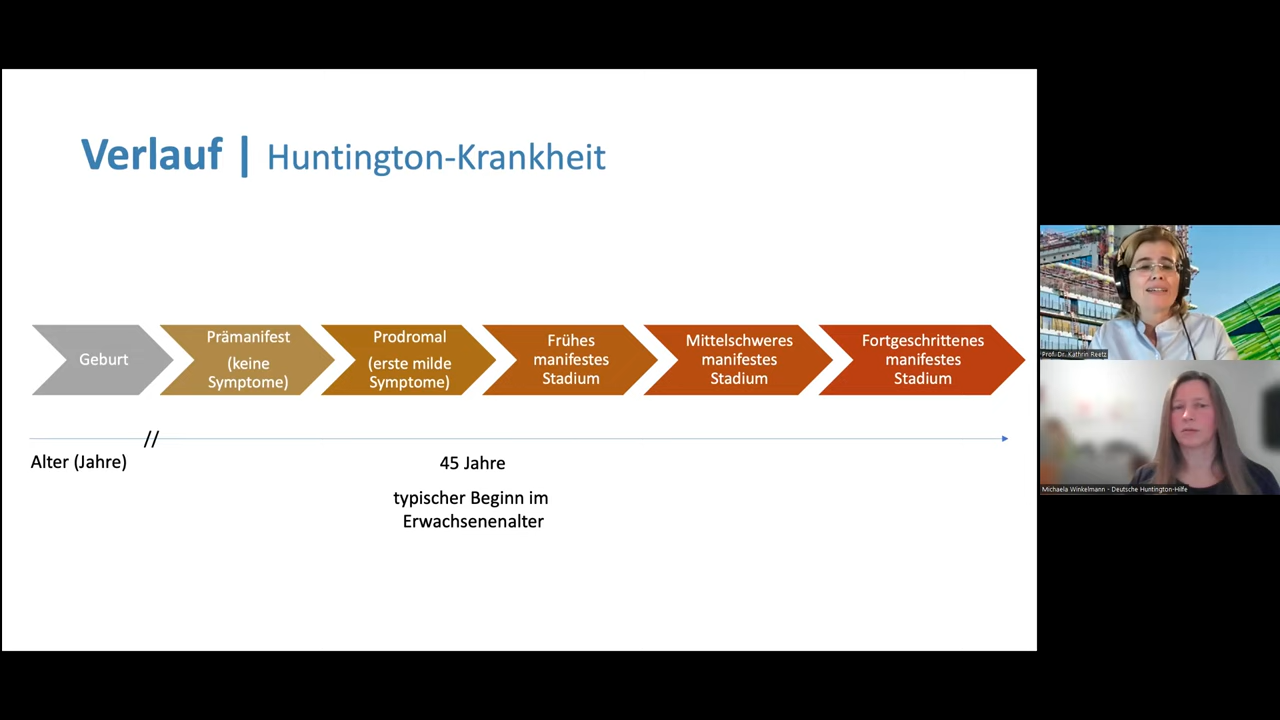 Verlauf | Huntington-Krankheit
Geburt
Prämanifest
(keine
Symptome)
Prodromal
(erste milde
Symptome)
Frühes
manifestes
Stadium
Mittelschweres
manifestes
Stadium
Fortgeschrittenes
manifestes
Stadium
//
Alter (Jahre)
45 Jahre
typischer Beginn im
Erwachsenenalter
Prof. Dr. Kathrin Reetz
Michaela Winkelmann - Deutsche Huntington-Hilfe